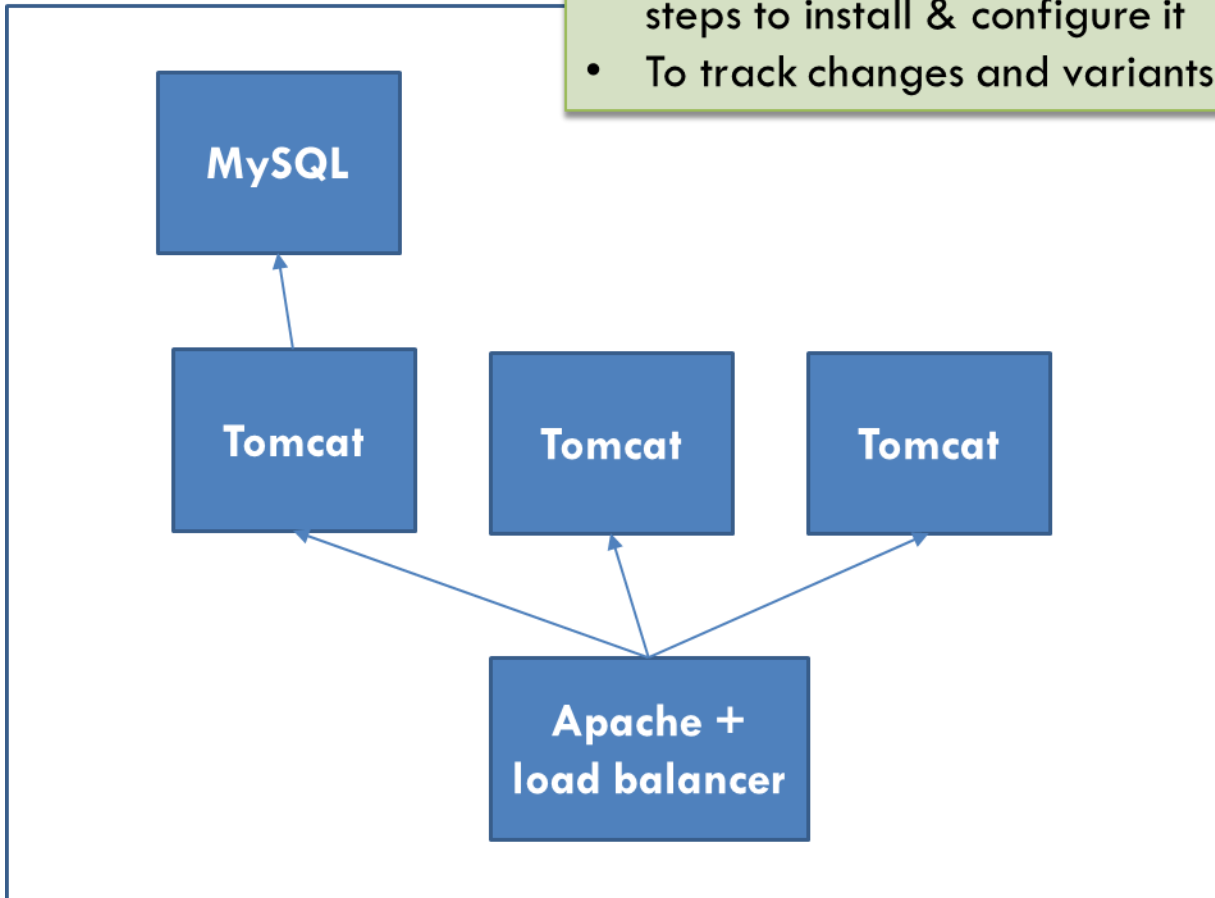 steps to install & configure it
• To track changes and variants
MySQL
Tomcat
Tomcat
Tomcat
Apache +
load balancer